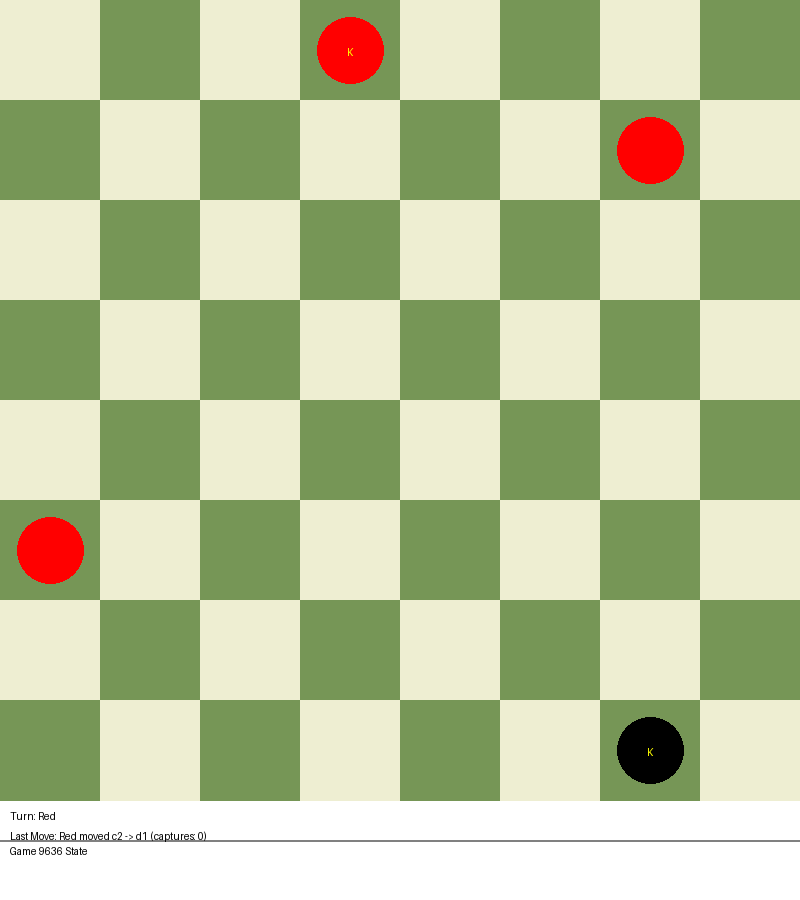 K
K
Turn: Red
Last Move: Red moved c2 -> d1 (captures: 0)
Game 9636 State